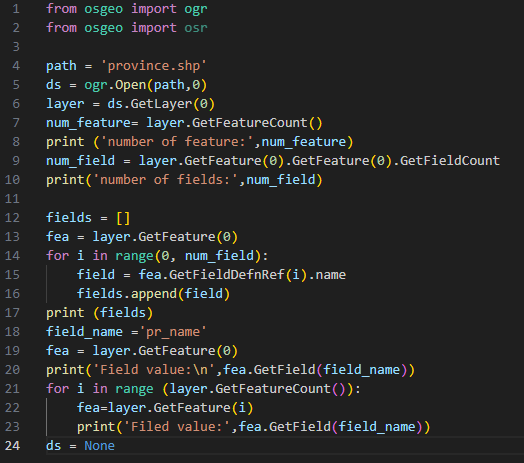 1 from osgeo import ogr
2 from osgeo import osr
3
4 path = 'province.shp'
5 ds = ogr.Open(path,0)
6 layer = ds.GetLayer(0)
7 num_feature= layer.GetFeatureCount()
8 print ('number of feature:',num_feature)
9 num_field = layer.GetFeature(0).GetFeature(0).GetFieldCount
10 print('number of fields:',num_field)
11
12 fields = []
13 fea = layer.GetFeature(0)
14 for i in range(0, num_field):
15     field = fea.GetFieldDefnRef(i).name
16     fields.append(field)
17 print (fields)
18 field_name ='pr_name'
19 fea = layer.GetFeature(0)
20 print('Field value:\n',fea.GetField(field_name))
21 for i in range (layer.GetFeatureCount()):
22     fea=layer.GetFeature(i)
23     print('Filed value:',fea.GetField(field_name))
24 ds = None